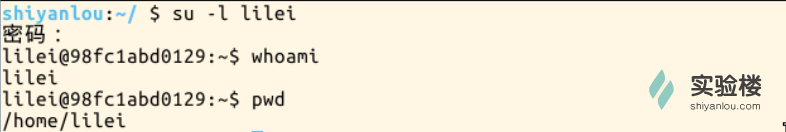 shiyanlou:~/ $ su -l lilei
密码：
lilei@98fc1abd0129:~$ whoami
lilei
lilei@98fc1abd0129:~$ pwd
/home/lilei
实验楼
shiyanlou.com